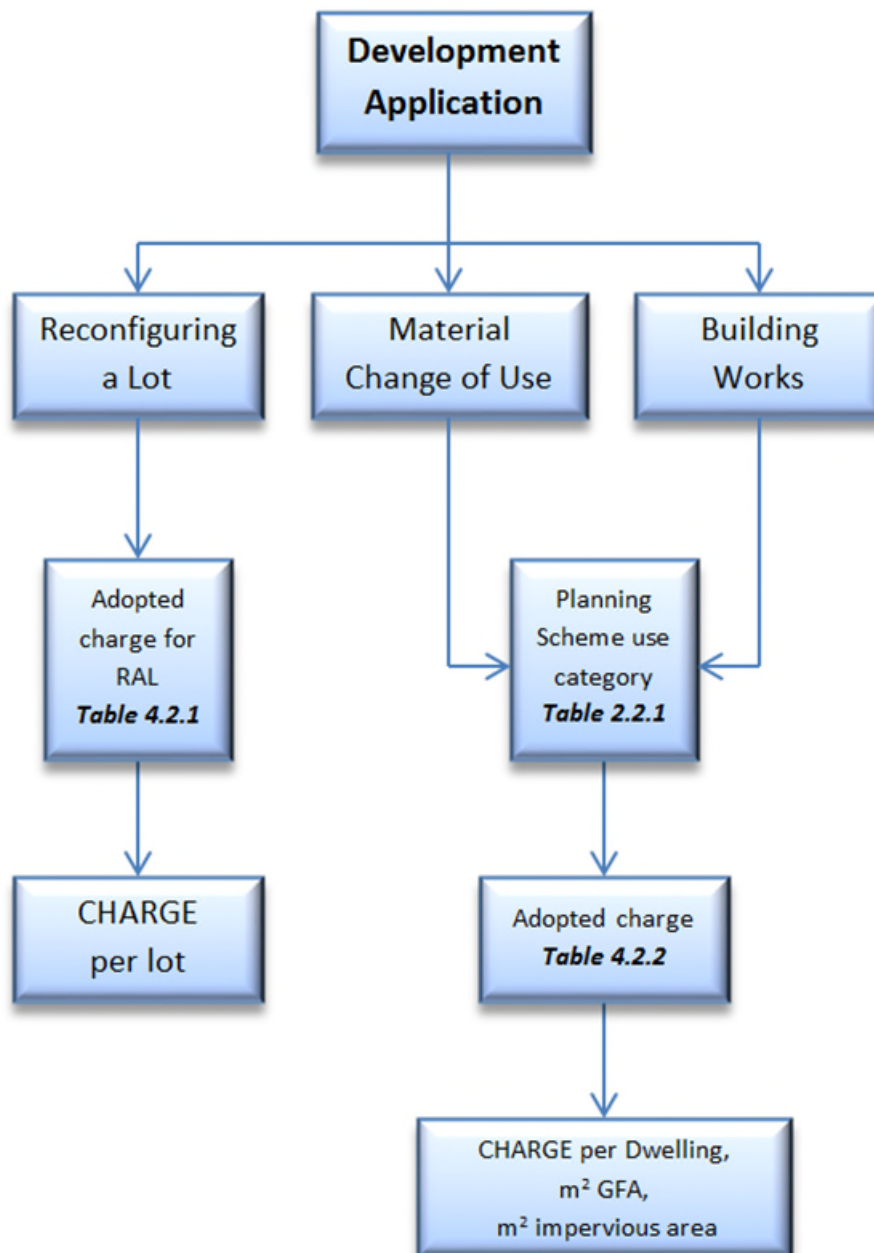 Development
Application
Reconfiguring
a Lot
Material
Change of Use
Building
Works
Adopted
charge for
RAL
Table 4.2.1
Planning
Scheme use
category
Table 2.2.1
CHARGE
per lot
Adopted charge
Table 4.2.2
CHARGE per Dwelling,
m² GFA,
m² impervious area